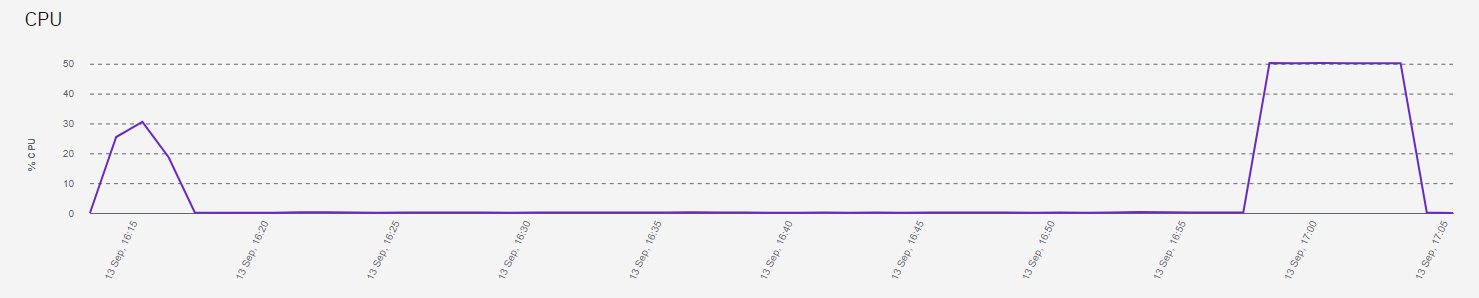 CPU
50
40
30
20
10
0
% CPU
13 Sep, 16:15
13 Sep, 16:20
13 Sep, 16:25
13 Sep, 16:30
13 Sep, 16:35
13 Sep, 16:40
13 Sep, 16:45
13 Sep, 16:50
13 Sep, 16:55
13 Sep, 17:00
13 Sep, 17:05